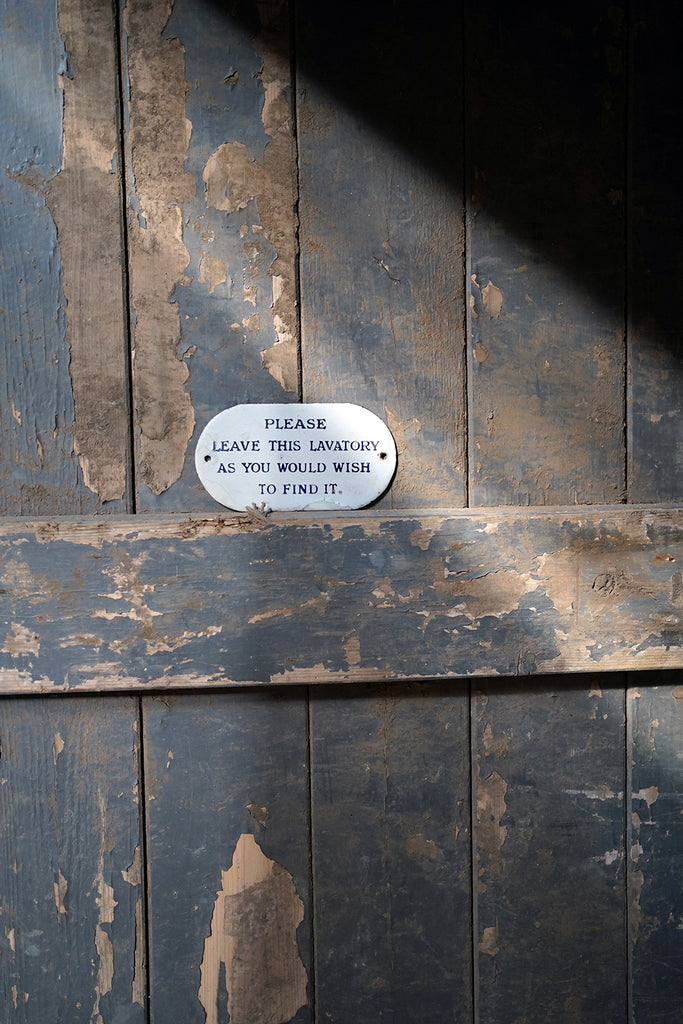 PLEASE
LEAVE THIS LAVATORY
AS YOU WOULD WISH
TO FIND IT.